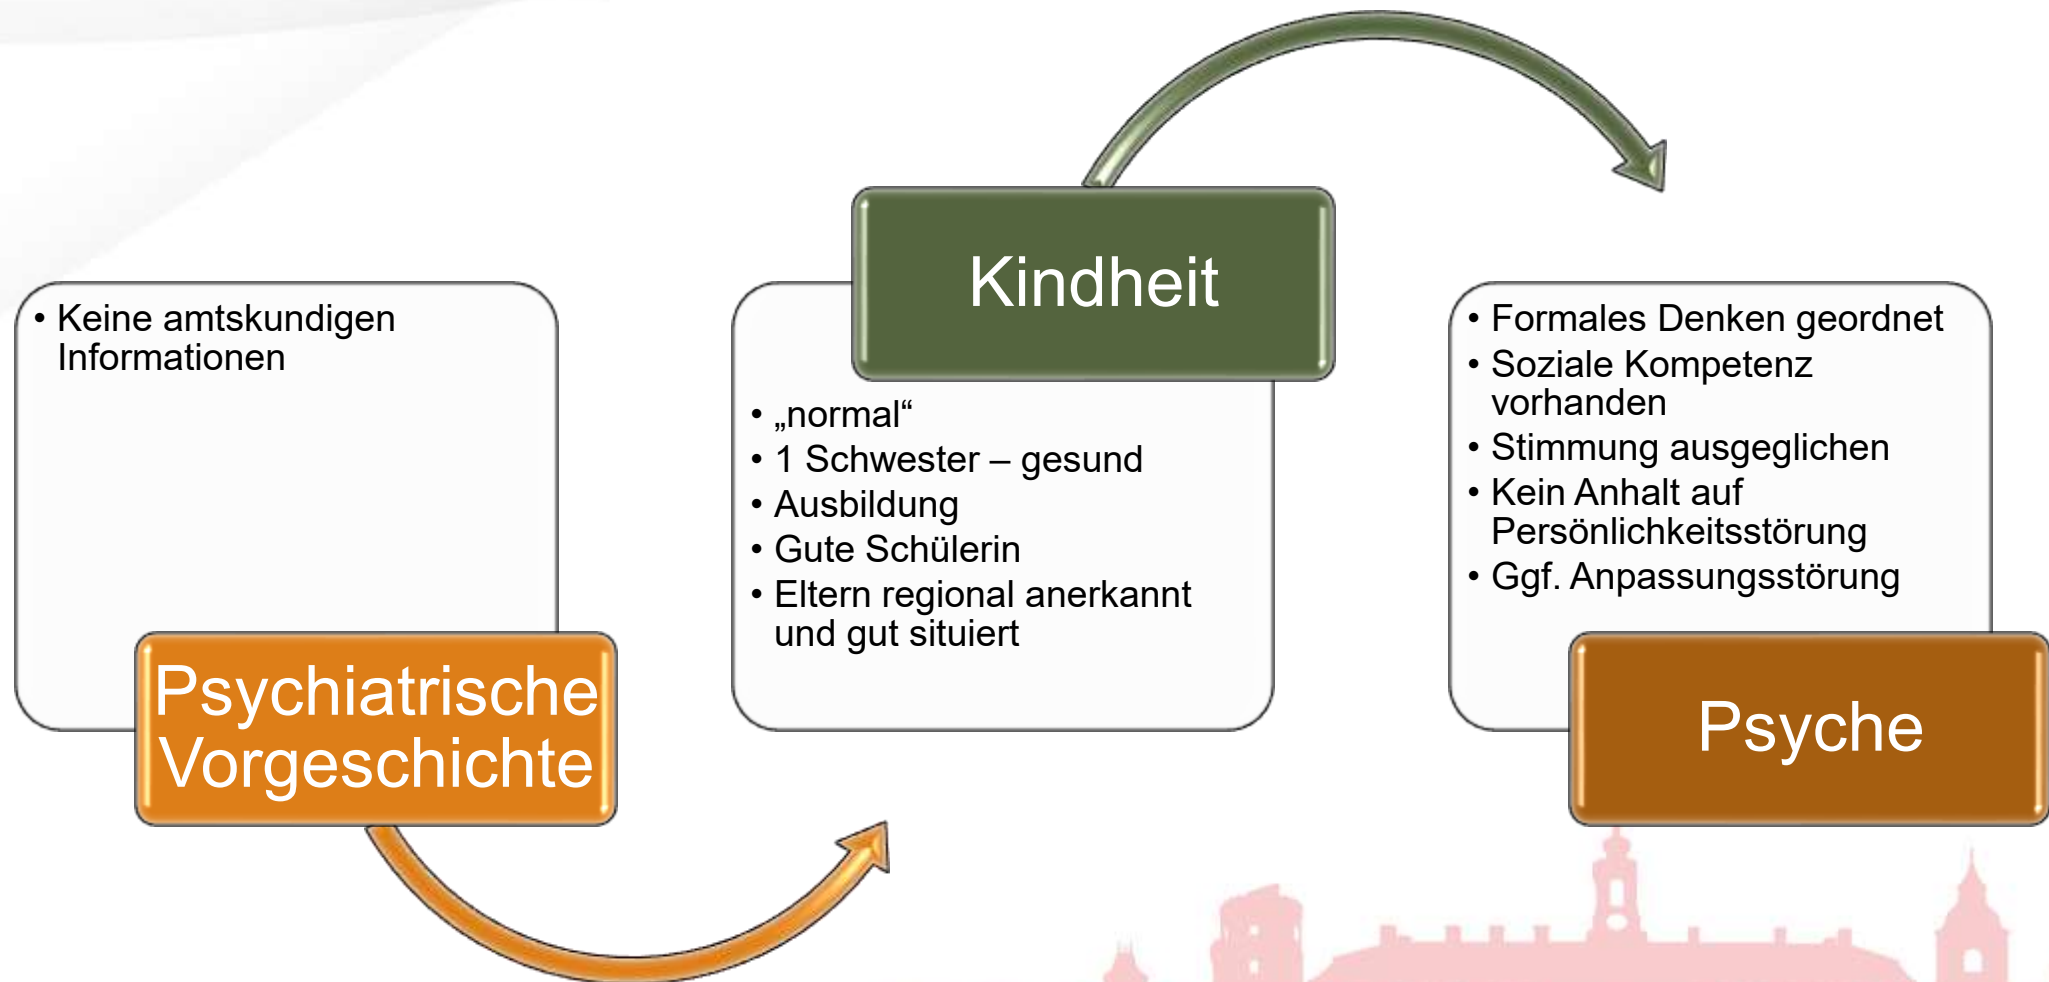 • Keine amtskundigen
Informationen
Psychiatrische
Vorgeschichte
Kindheit
• „normal“
• 1 Schwester – gesund
• Ausbildung
• Gute Schülerin
• Eltern regional anerkannt
und gut situiert
• Formales Denken geordnet
• Soziale Kompetenz
vorhanden
• Stimmung ausgeglichen
• Kein Anhalt auf
Persönlichkeitsstörung
• Ggf. Anpassungsstörung
Psyche